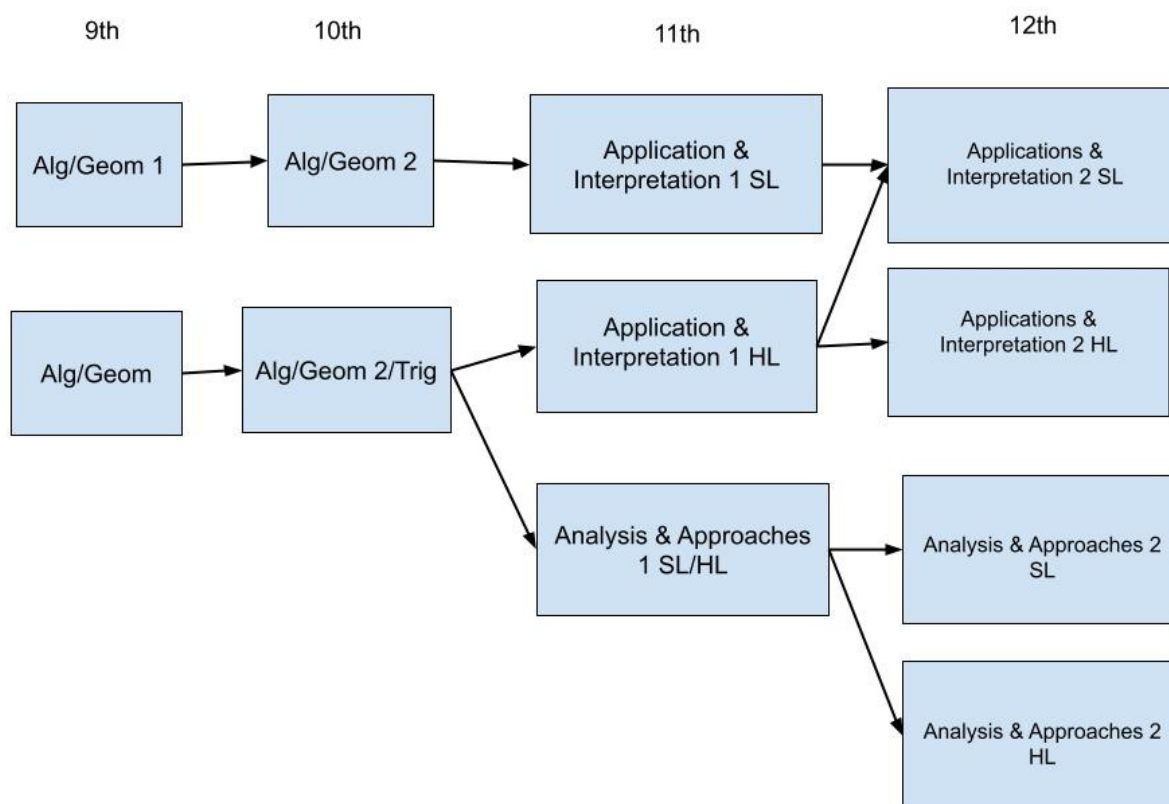 9th
10th
11th
12th
Alg/Geom 1
Alg/Geom 2
Application &
Interpretation 1 SL
Applications &
Interpretation 2 SL
Alg/Geom
Alg/Geom 2/Trig
Application &
Interpretation 1 HL
Applications &
Interpretation 2 HL
Analysis & Approaches
1 SL/HL
Analysis & Approaches 2
SL
Analysis & Approaches 2
HL